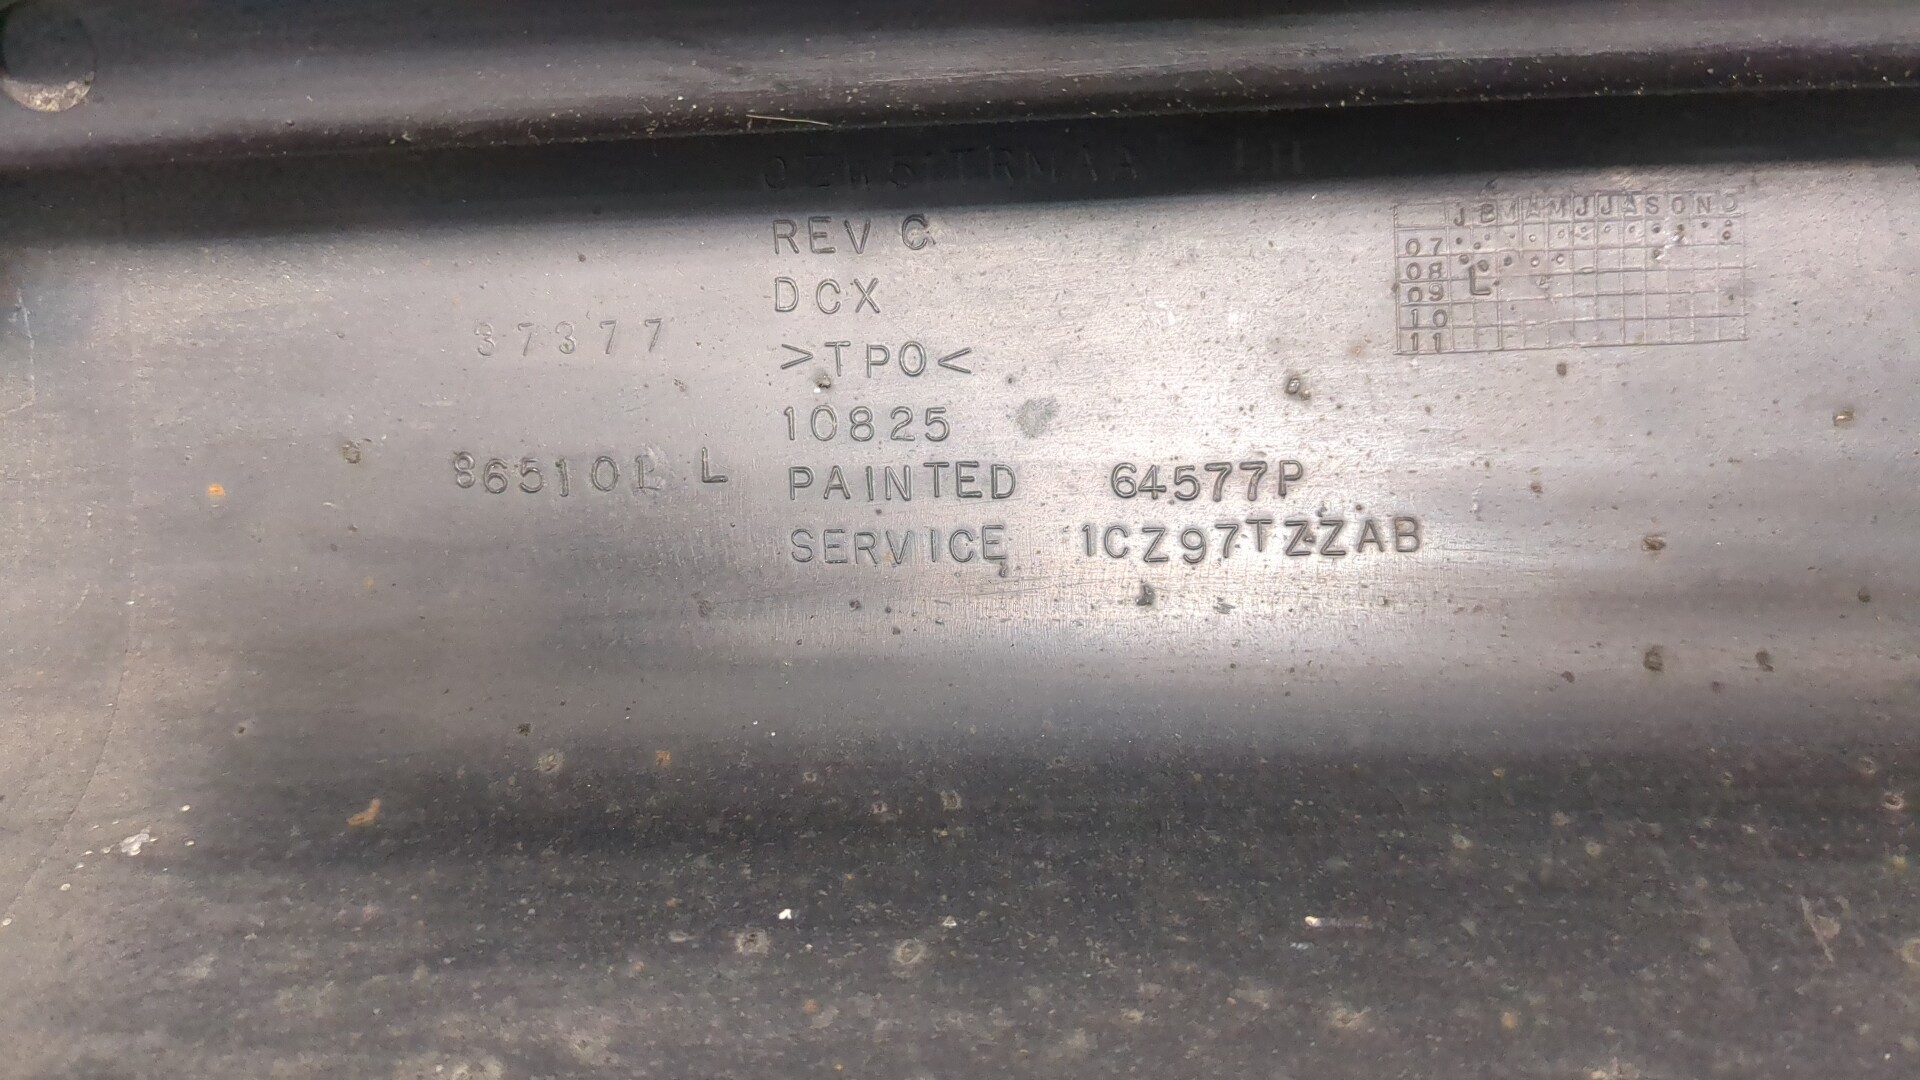 REV C
DCX
37377
>TPO<
10825
865101 L
PAINTED 64577P
SERVICE 1CZ97TZZAB
J B M A M J J A S O N D
07
08
09 L
10
11